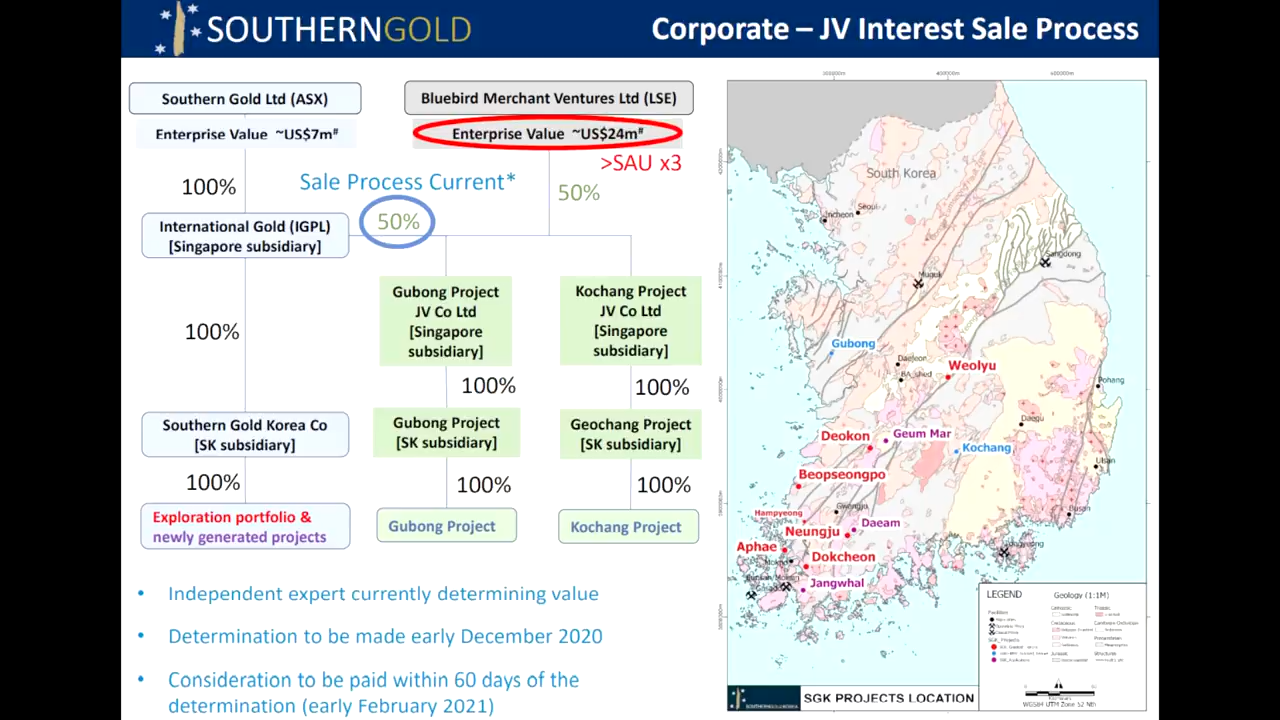 SOUTHERNGOLD
Corporate – JV Interest Sale Process
Southern Gold Ltd (ASX)
Enterprise Value ~US$7m#
Bluebird Merchant Ventures Ltd (LSE)
Enterprise Value ~US$24m#
>SAU x3
100%
Sale Process Current*
50%
50%
International Gold (IGPL)
[Singapore subsidiary]
Gubong Project
JV Co Ltd
[Singapore
subsidiary]
Kochang Project
JV Co Ltd
[Singapore
subsidiary]
100%
100%
100%
Southern Gold Korea Co
[SK subsidiary]
Gubong Project
[SK subsidiary]
Geochang Project
[SK subsidiary]
100%
100%
100%
Exploration portfolio &
newly generated projects
Gubong Project
Kochang Project
• Independent expert currently determining value
• Determination to be made early December 2020
• Consideration to be paid within 60 days of the
determination (early February 2021)
South Korea
Incheon
Seoul
Sangdong
Muguk
Gubong
Daejeon
Weolyu
Pohang
Daegu
Deokon
Geum Mar
Kochang
Ulsan
Beopseongpo
Hampyeong
Gwangju
Daeam
Busan
Neungju
Aphae
Dokcheon
Jangwhal
LEGEND
Geology (1:1M)
WGS84 UTM Zone 52 Nth
SGK PROJECTS LOCATION